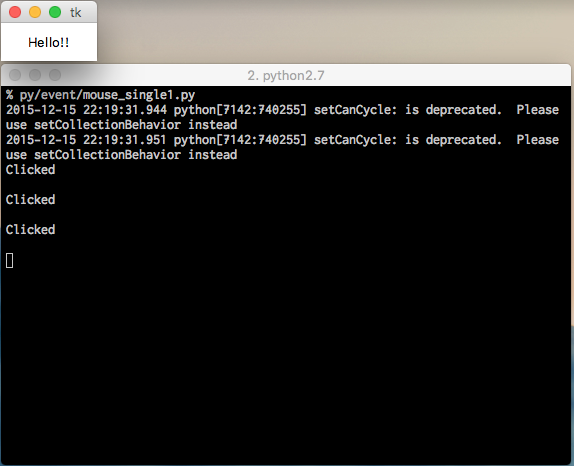 tk
Hello!!
2. python2.7
% py/event/mouse_single1.py
2015-12-15 22:19:31.944 python[7142:740255] setCanCycle: is deprecated.  Please
use setCollectionBehavior instead
2015-12-15 22:19:31.951 python[7142:740255] setCanCycle: is deprecated.  Please
use setCollectionBehavior instead
Clicked
Clicked
Clicked